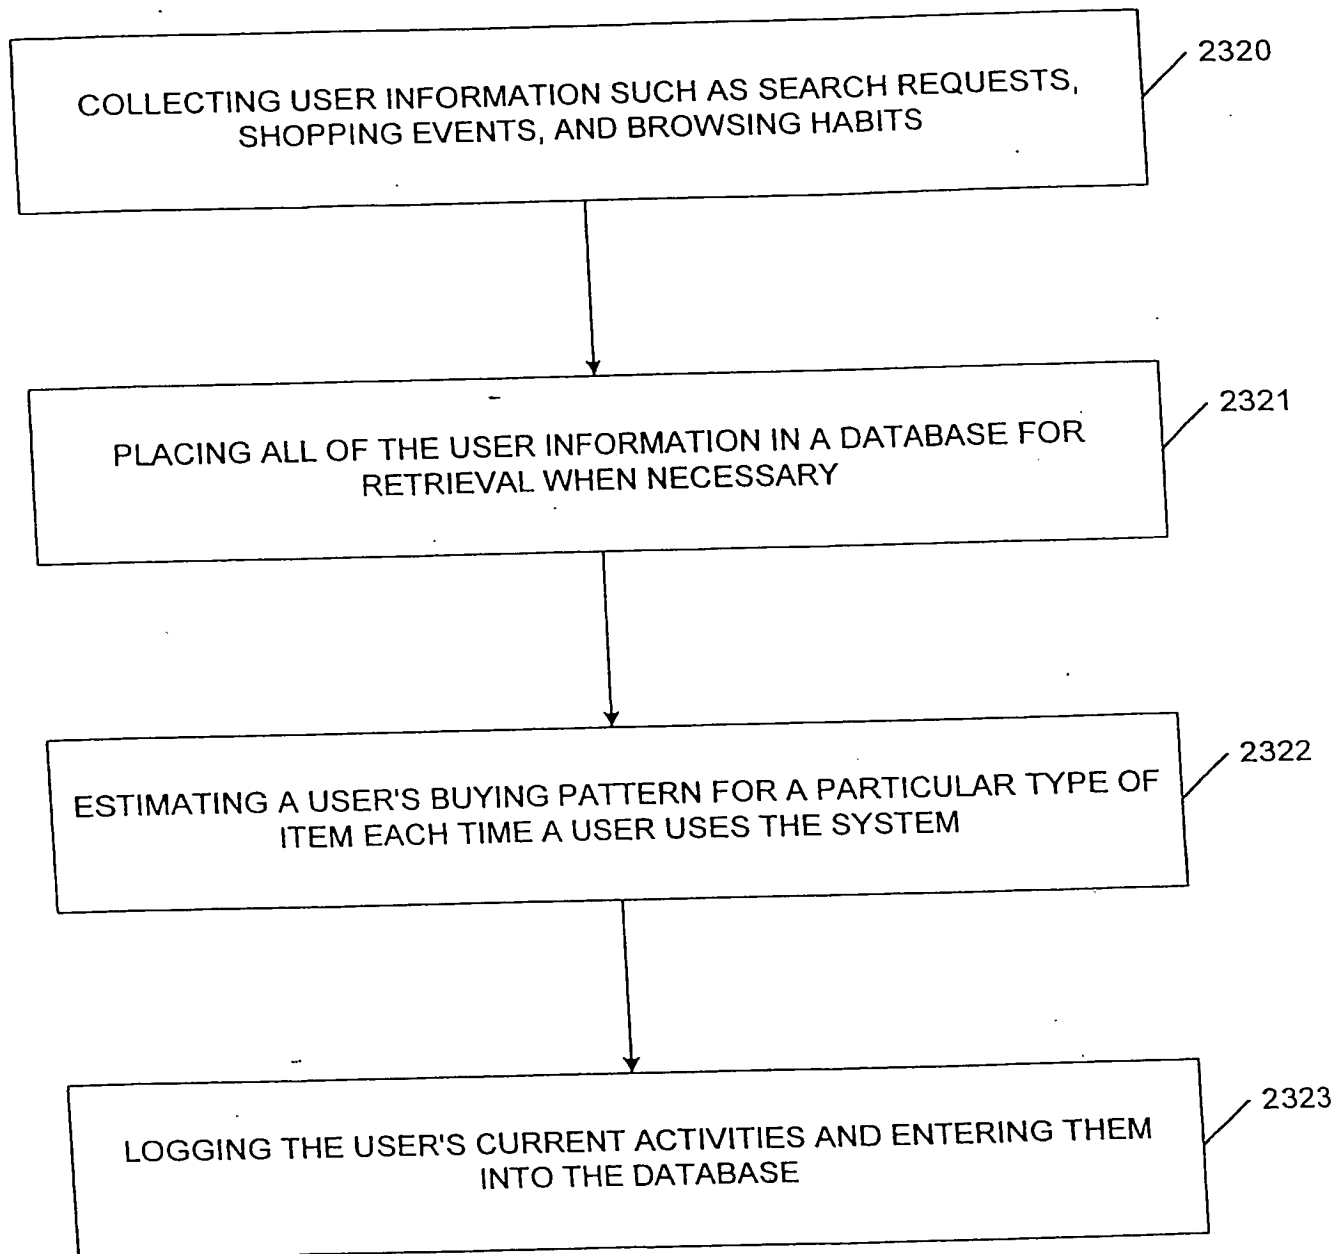 2320
COLLECTING USER INFORMATION SUCH AS SEARCH REQUESTS,
SHOPPING EVENTS, AND BROWSING HABITS
2321
PLACING ALL OF THE USER INFORMATION IN A DATABASE FOR
RETRIEVAL WHEN NECESSARY
2322
ESTIMATING A USER'S BUYING PATTERN FOR A PARTICULAR TYPE OF
ITEM EACH TIME A USER USES THE SYSTEM
2323
LOGGING THE USER'S CURRENT ACTIVITIES AND ENTERING THEM
INTO THE DATABASE